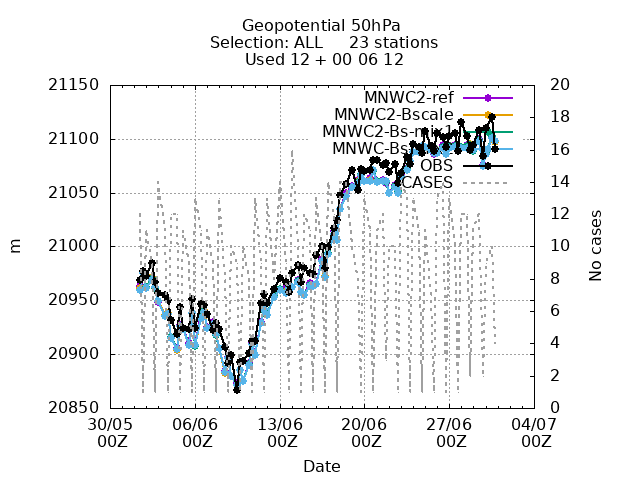 Geopotential 50hPa
Selection: ALL 23 stations
Used 12 + 00 06 12
21150
21100
21050
21000
20950
20900
20850
m
20
18
16
14
12
10
8
6
4
2
0
No cases
MNWC2-ref
MNWC2-Bscale
MNWC2-Bs-mix1
OBS
CASES
30/05 06/06 13/06 20/06 27/06 04/07
00Z 00Z 00Z 00Z 00Z 00Z
Date